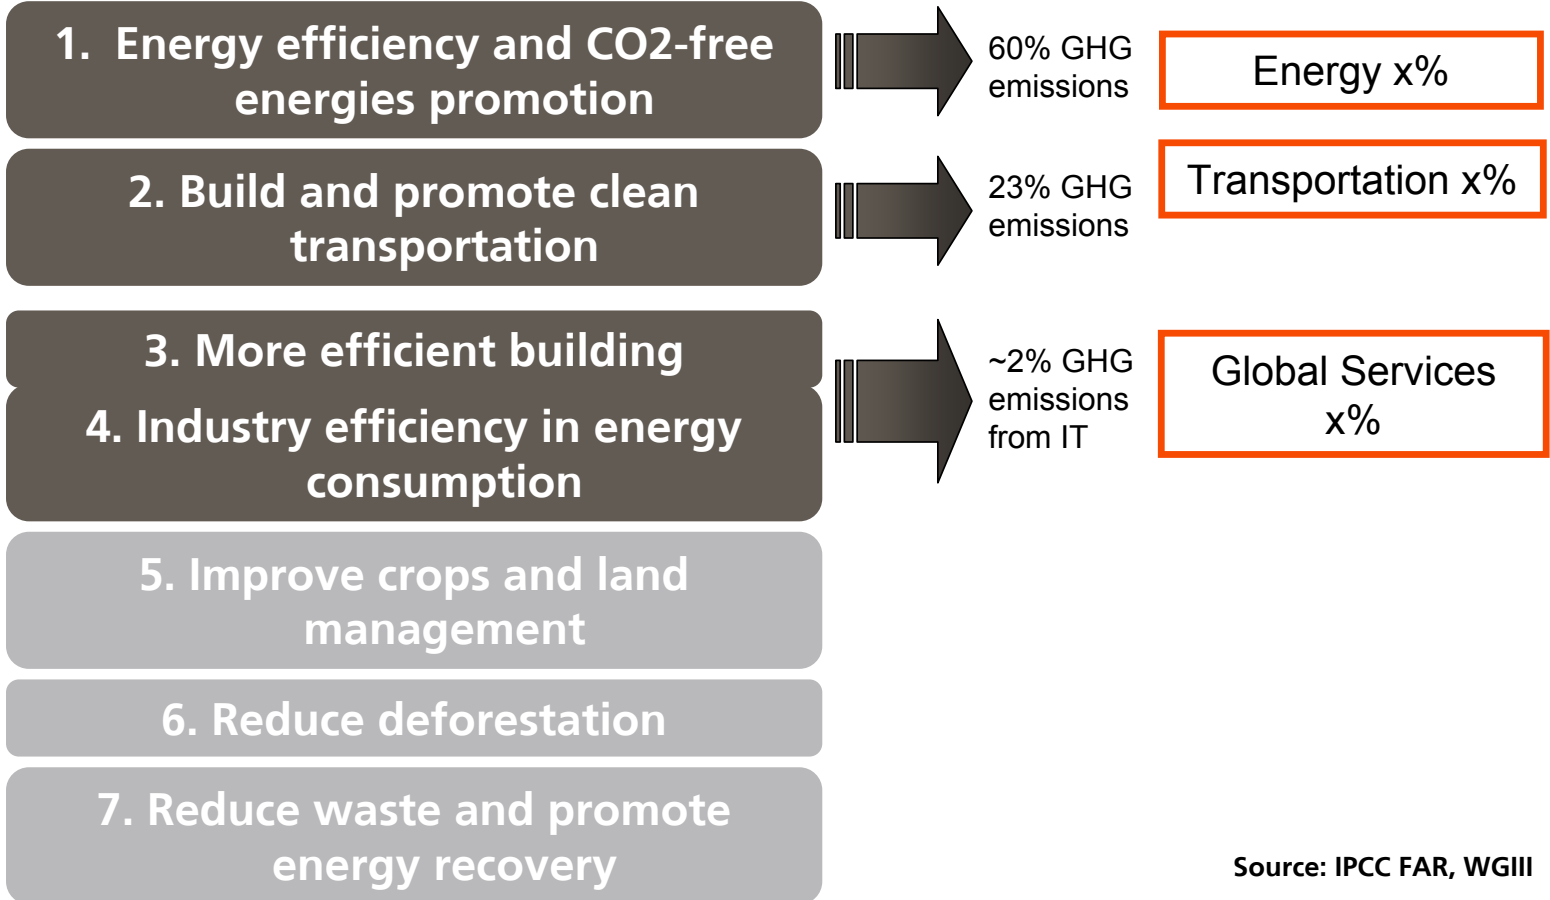 1. Energy efficiency and CO2-free
energies promotion
60% GHG
emissions
Energy x%
2. Build and promote clean
transportation
23% GHG
emissions
Transportation x%
3. More efficient building
4. Industry efficiency in energy
consumption
~2% GHG
emissions
from IT
Global Services
x%
5. Improve crops and land
management
6. Reduce deforestation
7. Reduce waste and promote
energy recovery
Source: IPCC FAR, WGIII